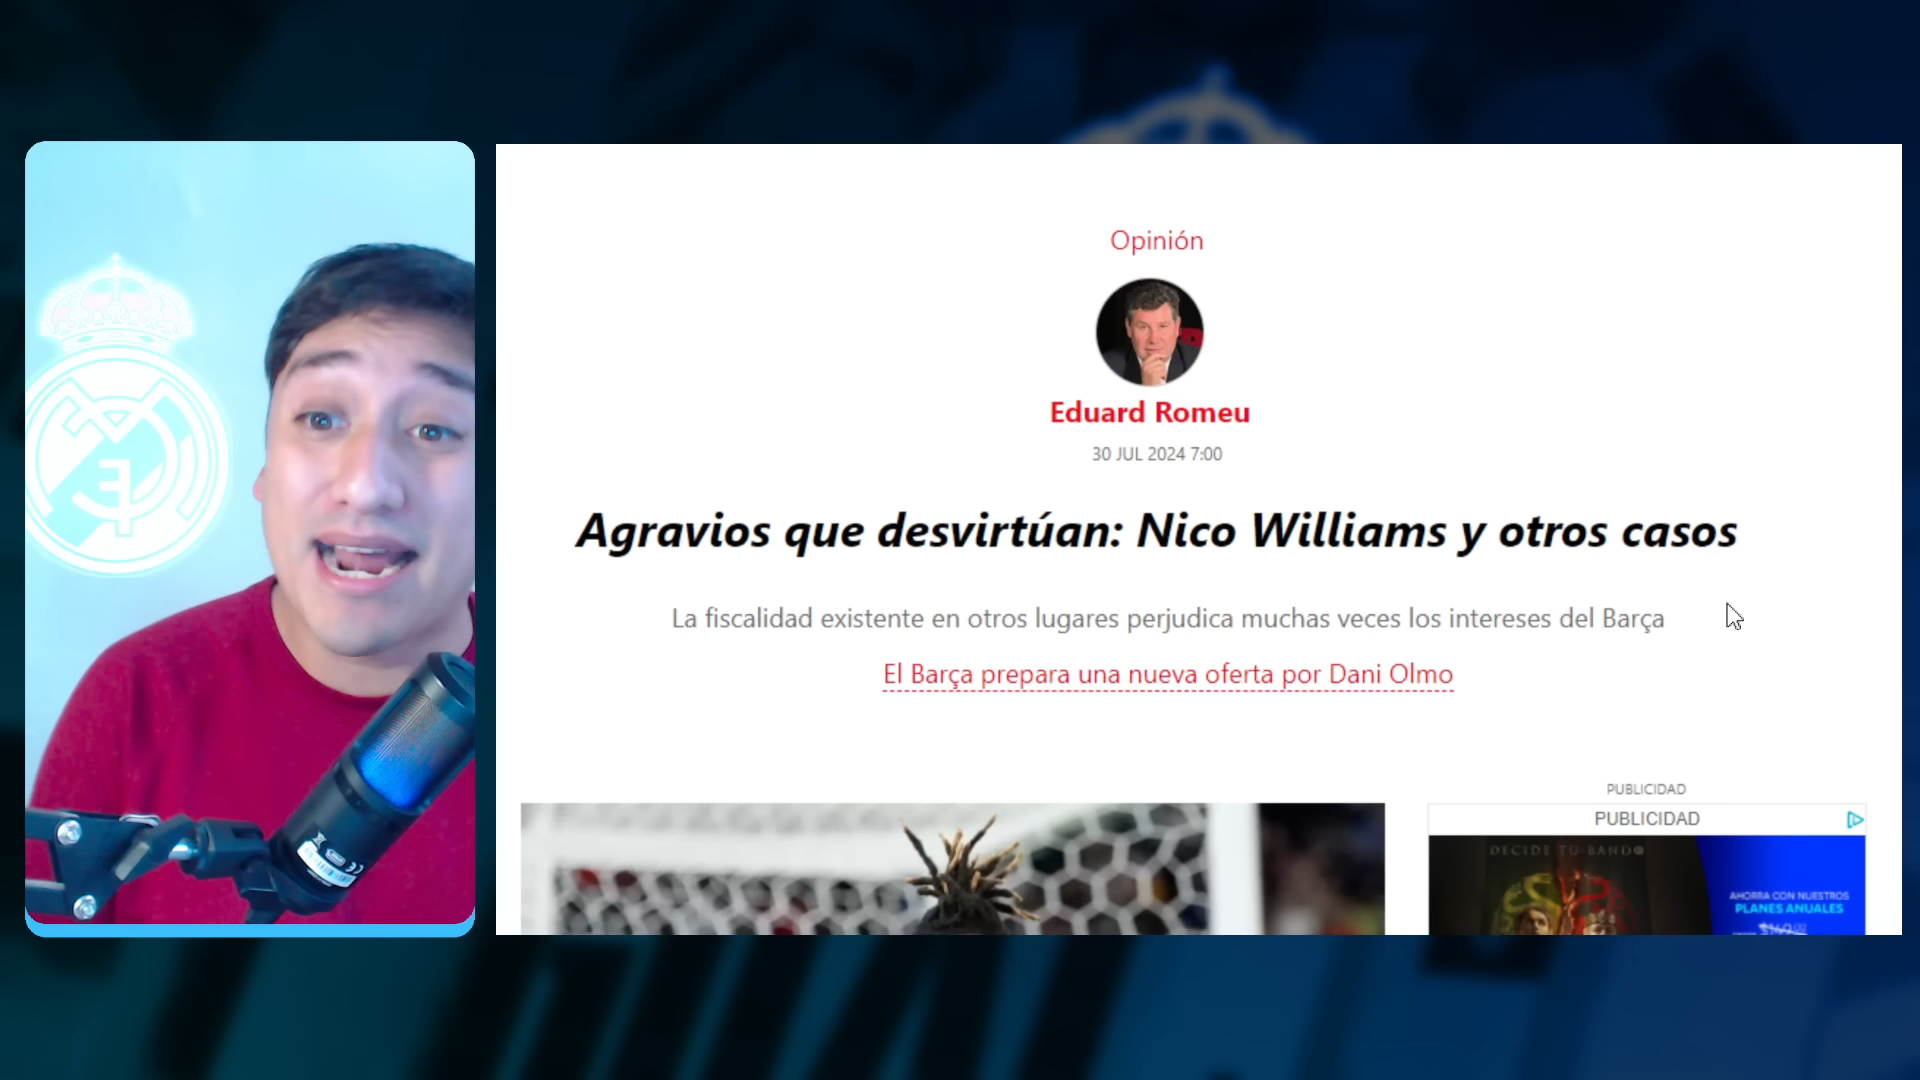 Opinión
Eduard Romeu
30 JUL 2024 7:00
Agravios que desvirtúan: Nico Williams y otros casos
La fiscalidad existente en otros lugares perjudica muchas veces los intereses del Barça
El Barça prepara una nueva oferta por Dani Olmo
PUBLICIDAD
PUBLICIDAD
DECIDE TU BANDO
AHORRA CON NUESTROS
PLANES ANUALES